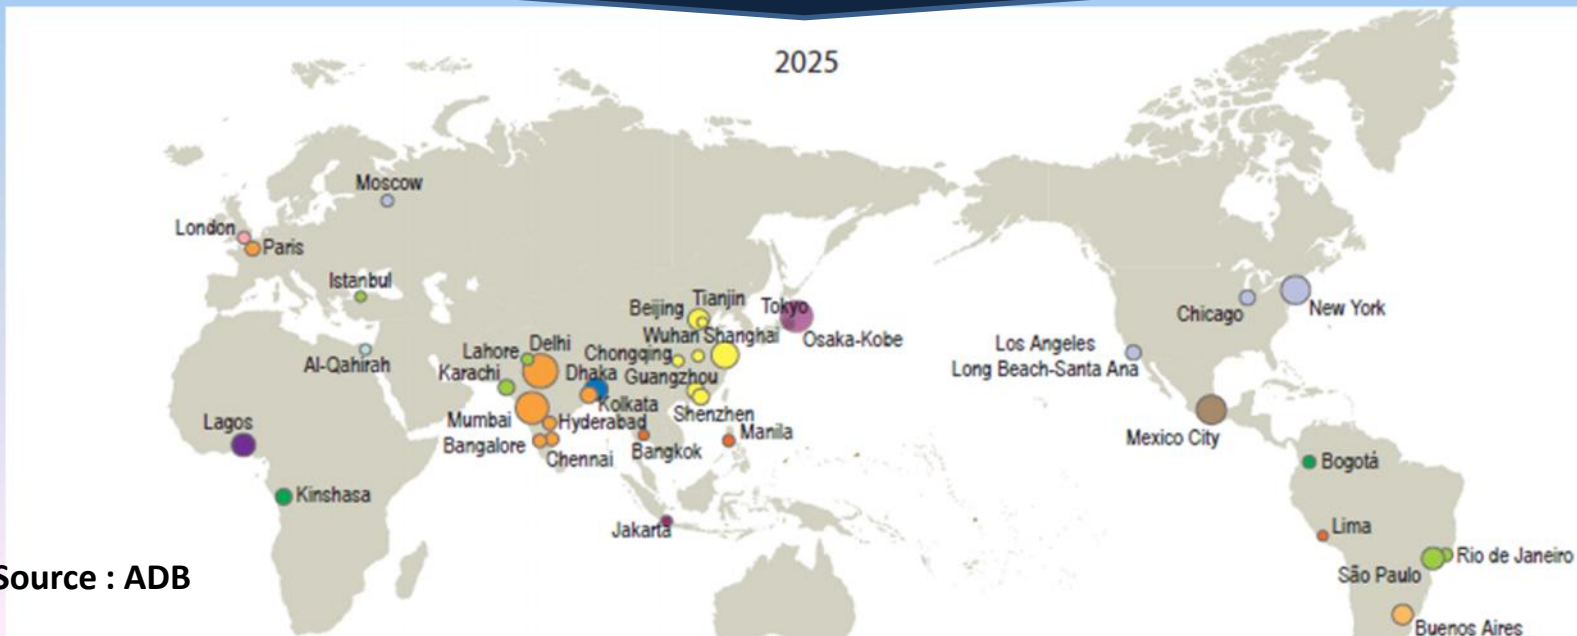 2025
Moscow
London
Paris
Istanbul
Beijing
Tianjin
Tokyo
Wuhan
Shanghai
Osaka-Kobe
Chicago
New York
Al-Qahirah
Lahore
Delhi
Chongqing
Los Angeles
Long Beach-Santa Ana
Karachi
Dhaka
Guangzhou
Kolkata
Shenzhen
Lagos
Mumbai
Hyderabad
Manila
Mexico City
Bangalore
Chennai
Bangkok
Bogotá
Kinshasa
Jakarta
Lima
Rio de Janeiro
São Paulo
Source : ADB
Buenos Aires